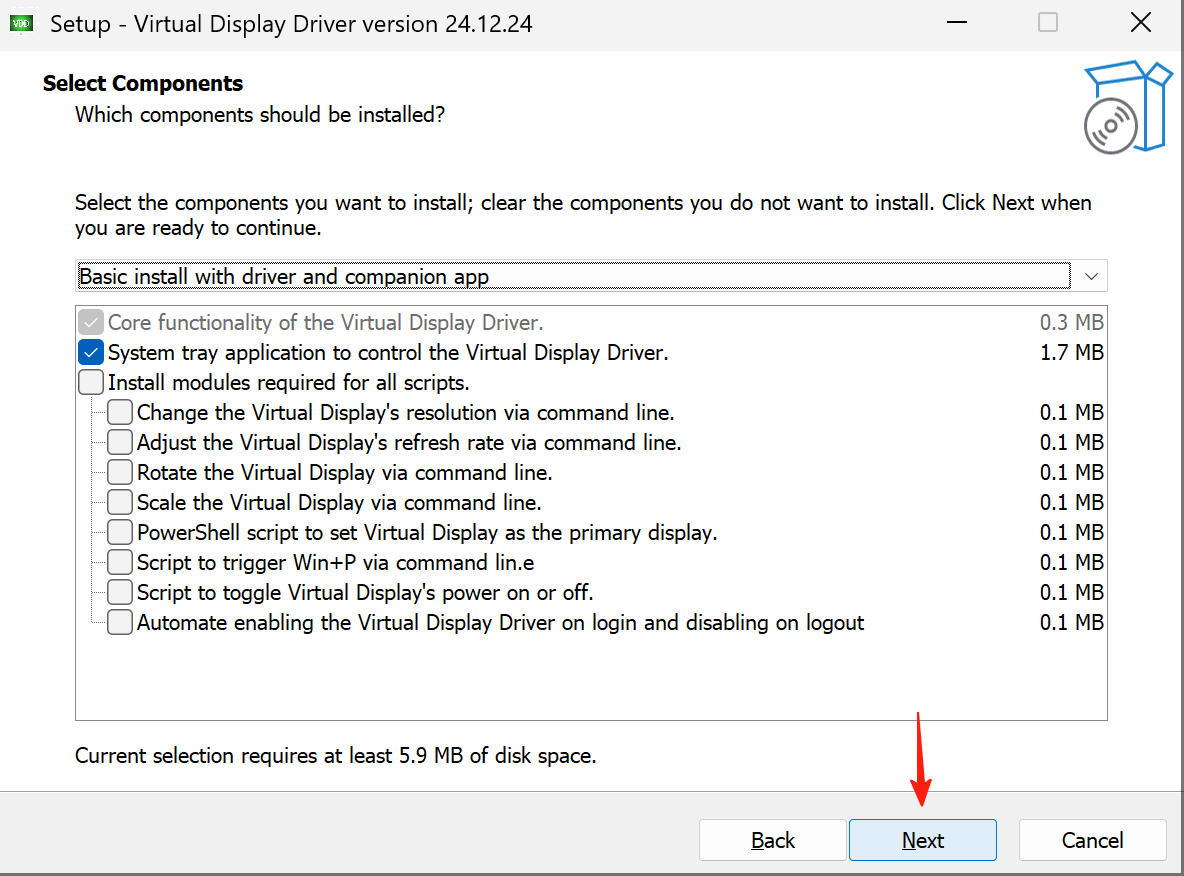 VDD
Setup - Virtual Display Driver version 24.12.24
Select Components
Which components should be installed?
Select the components you want to install; clear the components you do not want to install. Click Next when
you are ready to continue.
Basic install with driver and companion app
Core functionality of the Virtual Display Driver. 0.3 MB
System tray application to control the Virtual Display Driver. 1.7 MB
Install modules required for all scripts.
Change the Virtual Display's resolution via command line. 0.1 MB
Adjust the Virtual Display's refresh rate via command line. 0.1 MB
Rotate the Virtual Display via command line. 0.1 MB
Scale the Virtual Display via command line. 0.1 MB
PowerShell script to set Virtual Display as the primary display. 0.1 MB
Script to trigger Win+P via command lin.e 0.1 MB
Script to toggle Virtual Display's power on or off. 0.1 MB
Automate enabling the Virtual Display Driver on login and disabling on logout 0.1 MB
Current selection requires at least 5.9 MB of disk space.
Back Next Cancel